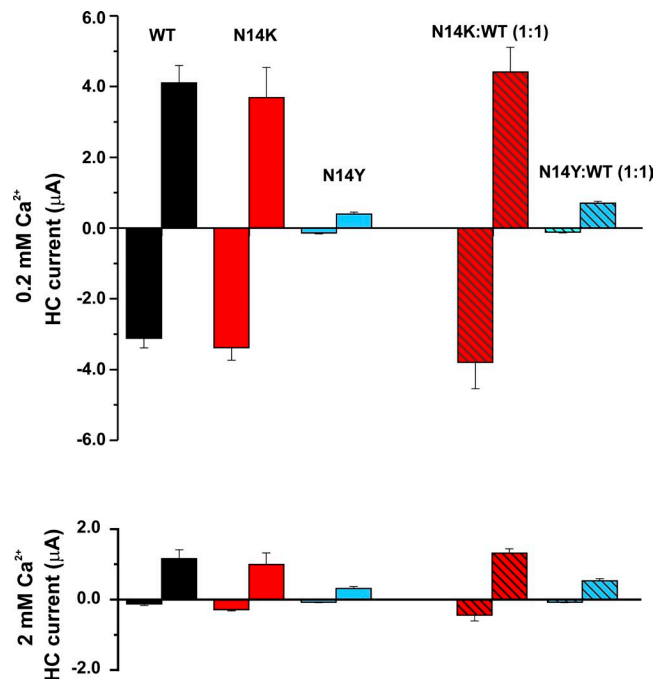 6.0
WT
N14K
N14K:WT (1:1)
4.0
2.0
N14Y
N14Y:WT (1:1)
0.0
-2.0
-4.0
-6.0
0.2 mM Ca²⁺
HC current (μA)
2.0
0.0
-2.0
2 mM Ca²⁺
HC current (μA)